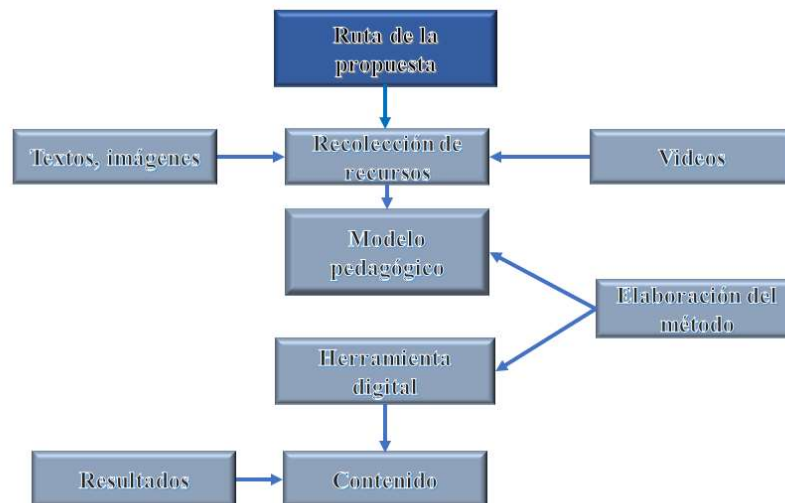 Ruta de la
propuesta
Textos, imágenes
Recolección de
recursos
Videos
Modelo
pedagógico
Elaboración del
método
Herramienta
digital
Resultados
Contenido